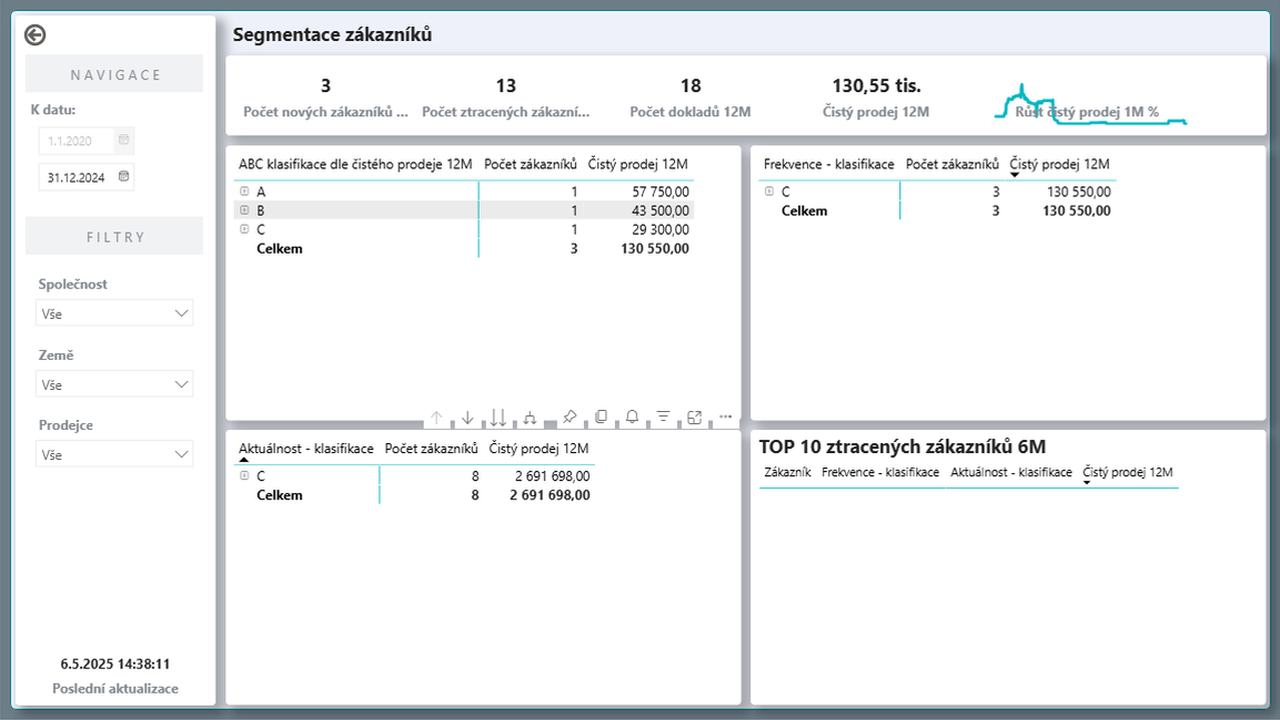 Segmentace zákazníků
NAVIGACE
K datu:
1.1.2020
31.12.2024
FILTRY
Společnost
Vše
Země
Vše
Prodejce
Vše
6.5.2025 14:38:11
Poslední aktualizace
3 13 18 130,55 tis.
Počet nových zákazníků ... Počet ztracených zákazní... Počet dokladů 12M Čistý prodej 12M Růst čistý prodej 1M %
ABC klasifikace dle čistého prodeje 12M Počet zákazníků Čistý prodej 12M
A 1 57 750,00
B 1 43 500,00
C 1 29 300,00
Celkem 3 130 550,00
Frekvence - klasifikace Počet zákazníků Čistý prodej 12M
C 3 130 550,00
Celkem 3 130 550,00
Aktuálnost - klasifikace Počet zákazníků Čistý prodej 12M
C 8 2 691 698,00
Celkem 8 2 691 698,00
TOP 10 ztracených zákazníků 6M
Zákazník Frekvence - klasifikace Aktuálnost - klasifikace Čistý prodej 12M